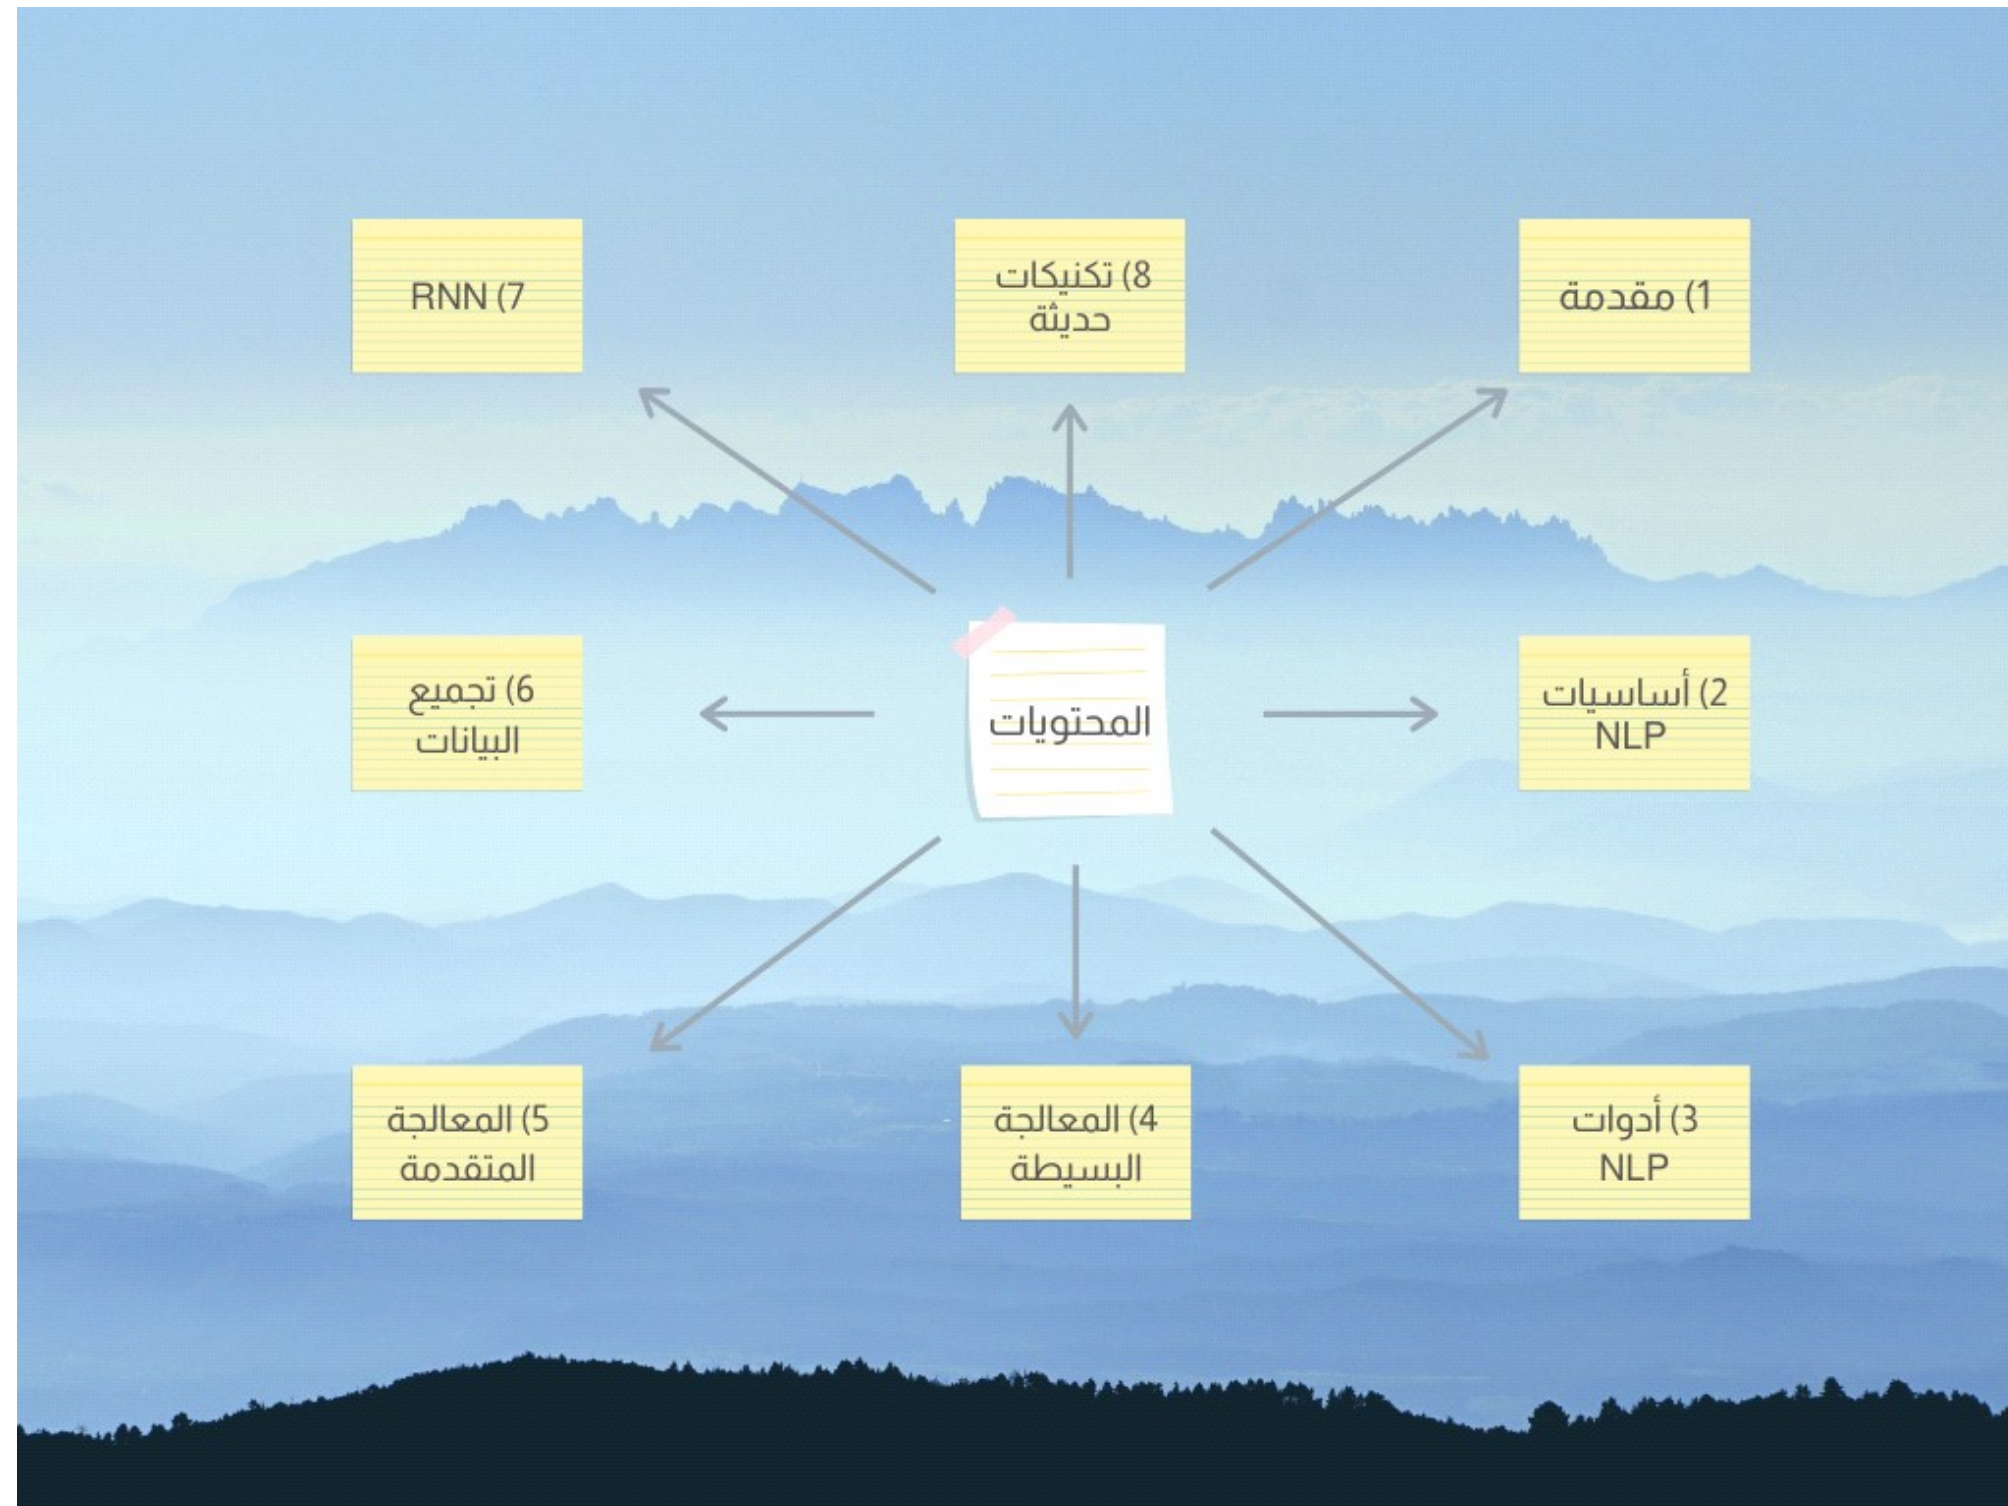 المحتويات
1) مقدمة
2) أساسيات
NLP
3) أدوات
NLP
4) المعالجة
البسيطة
5) المعالجة
المتقدمة
6) تجميع
البيانات
7) RNN
8) تكنيكات
حديثة